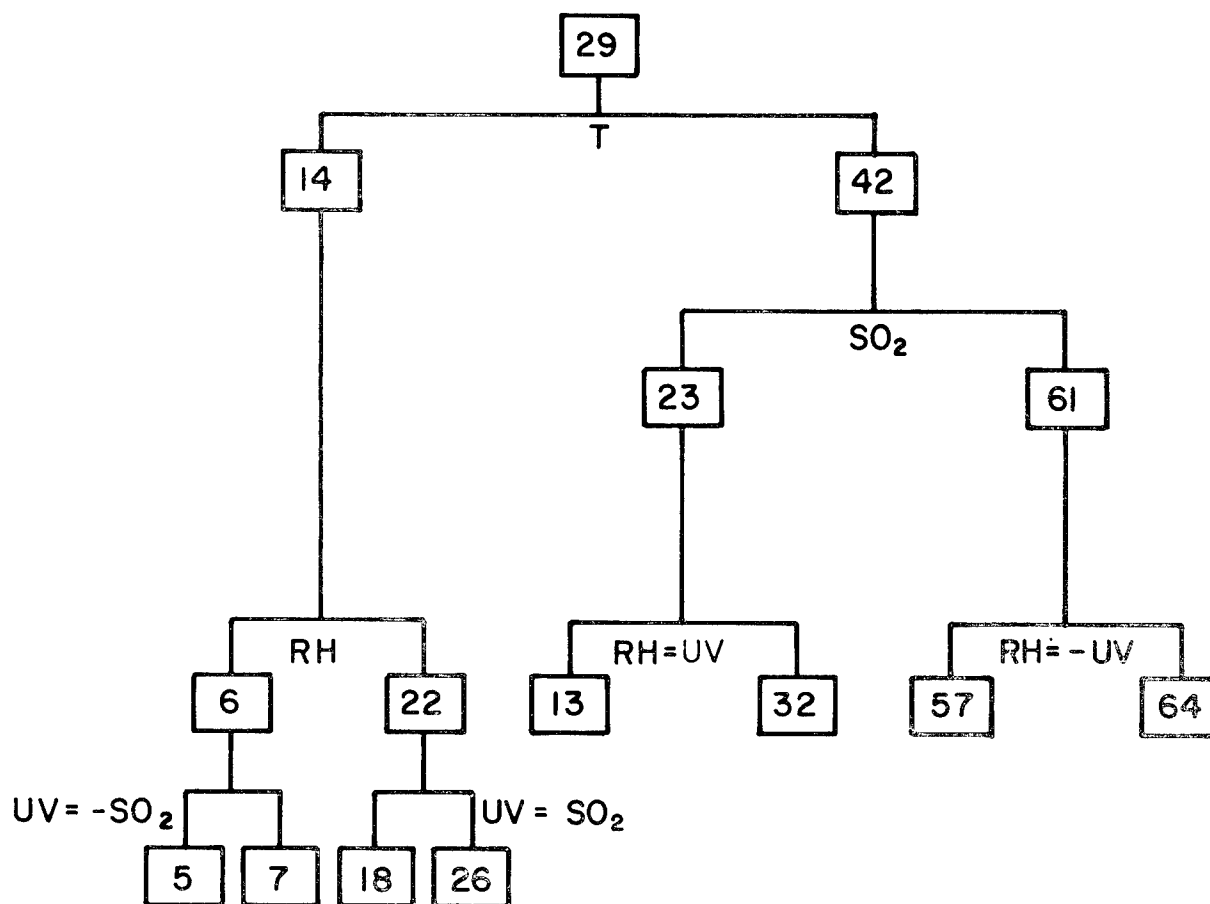 29
T
14
42
SO₂
23
61
RH
RH=UV
RH=-UV
6
22
13
32
57
64
UV = -SO₂
UV = SO₂
5
7
18
26